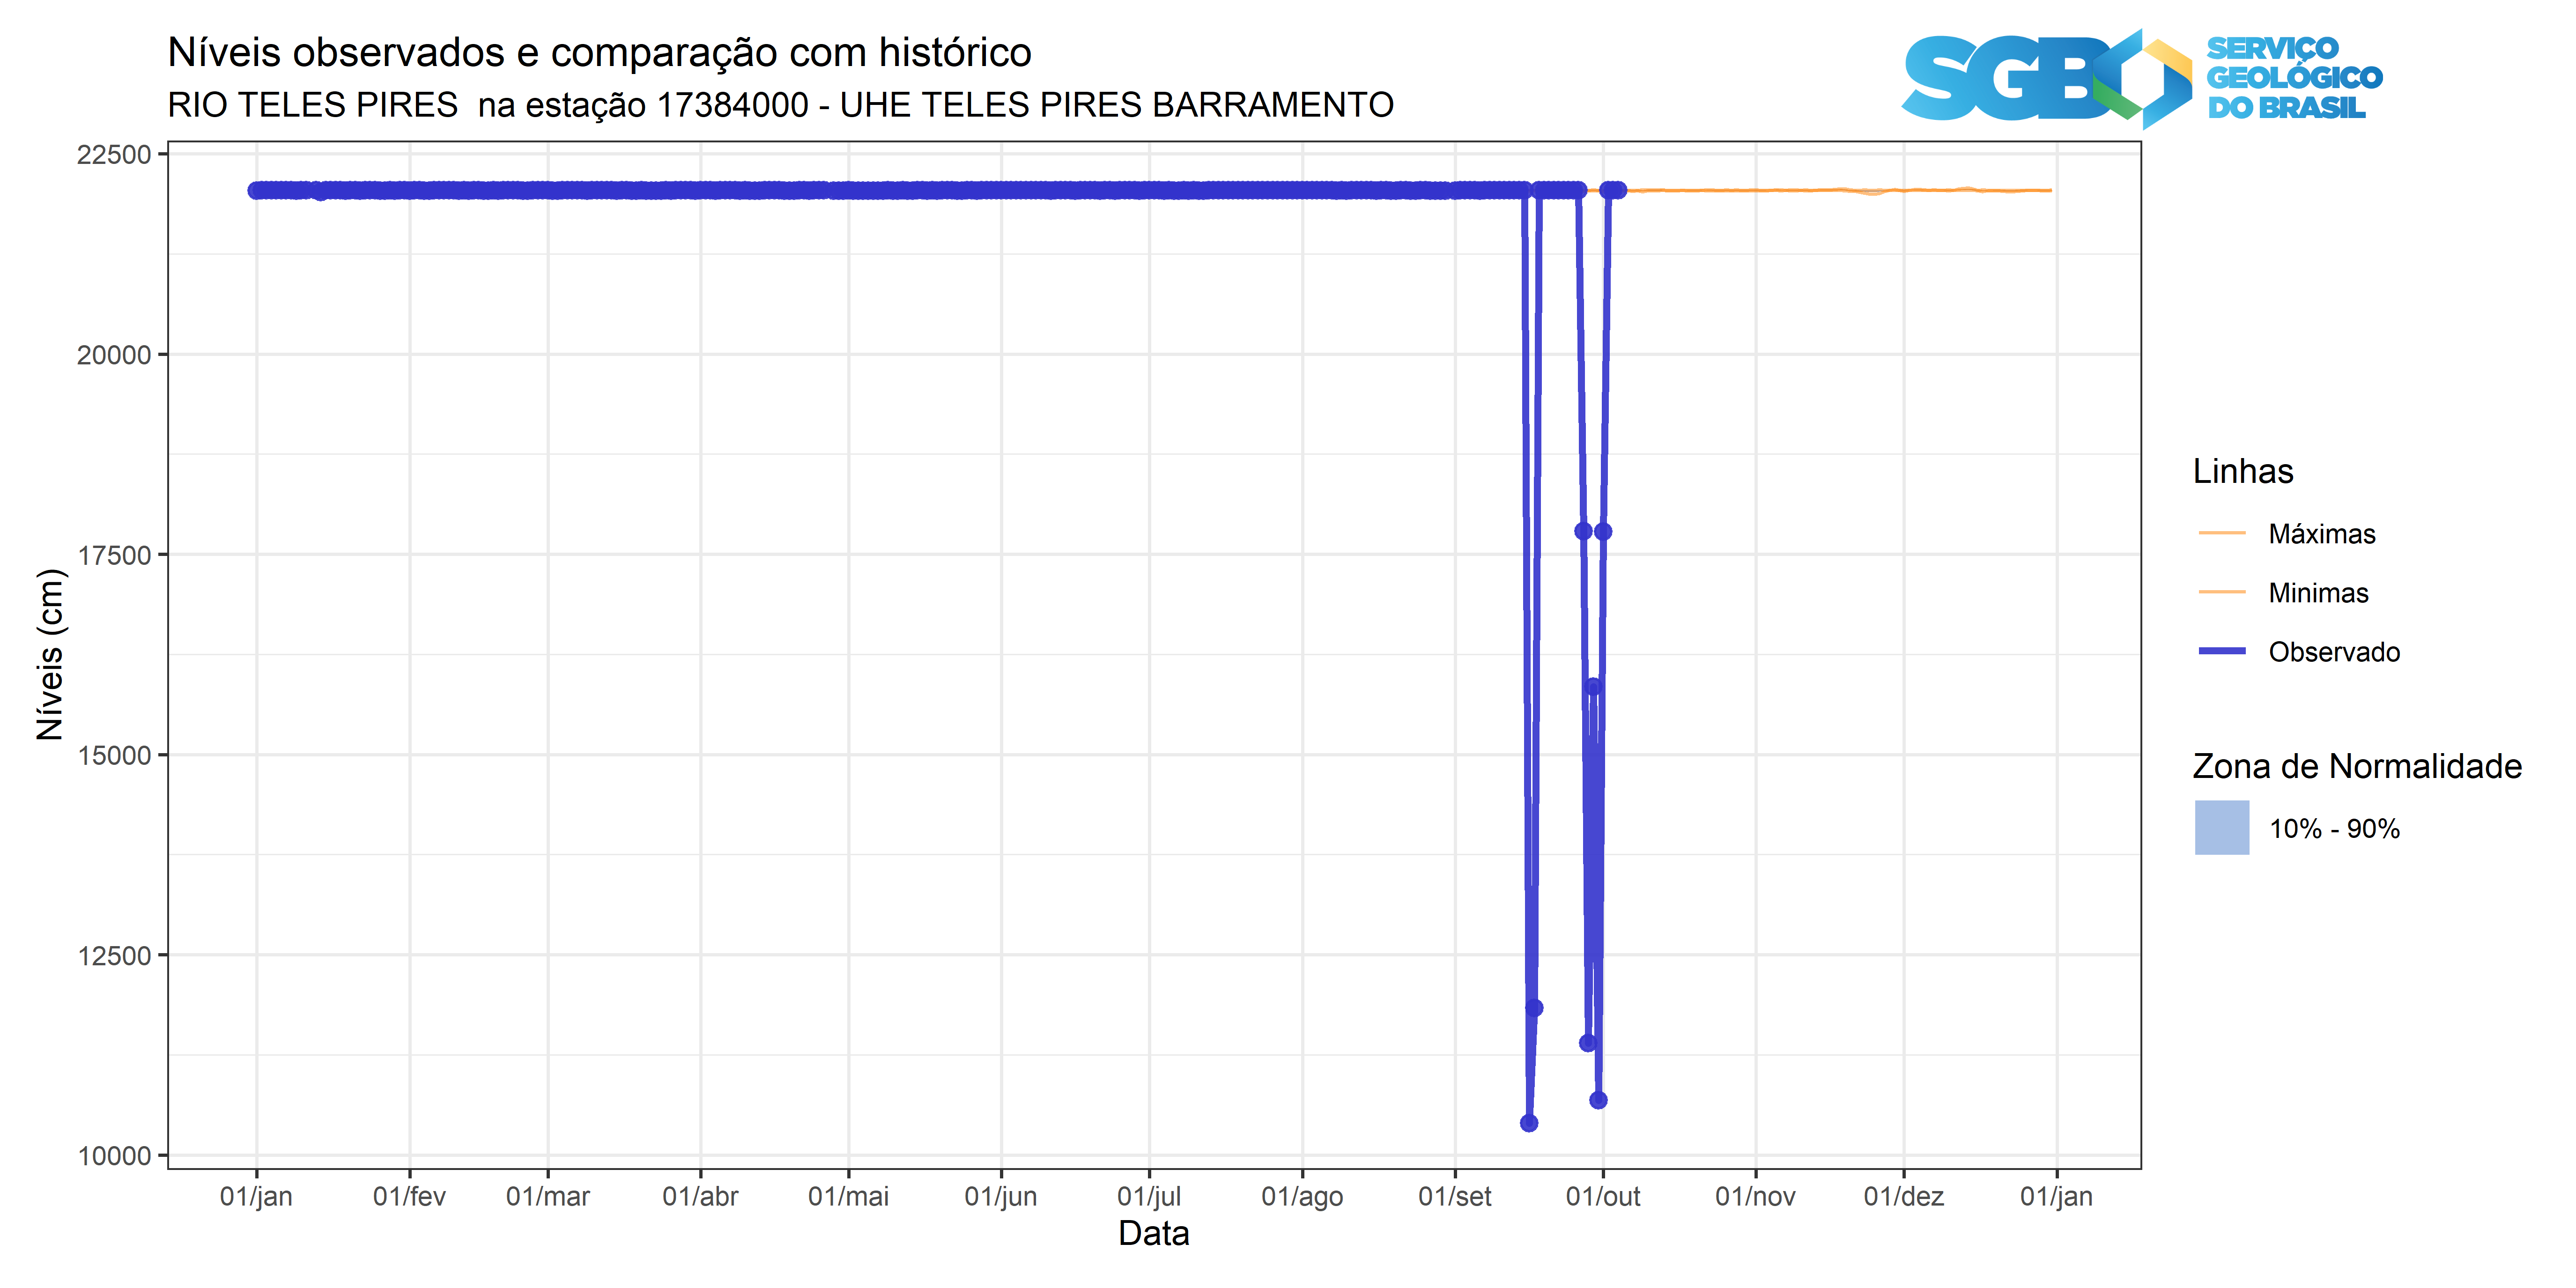 Níveis observados e comparação com histórico
RIO TELES PIRES  na estação 17384000 - UHE TELES PIRES BARRAMENTO
SGB
SERVIÇO
GEOLÓGICO
DO BRASIL
22500
20000
17500
15000
12500
10000
Níveis (cm)
01/jan
01/fev
01/mar
01/abr
01/mai
01/jun
01/jul
01/ago
01/set
01/out
01/nov
01/dez
01/jan
Data
Linhas
Máximas
Minimas
Observado
Zona de Normalidade
10% - 90%